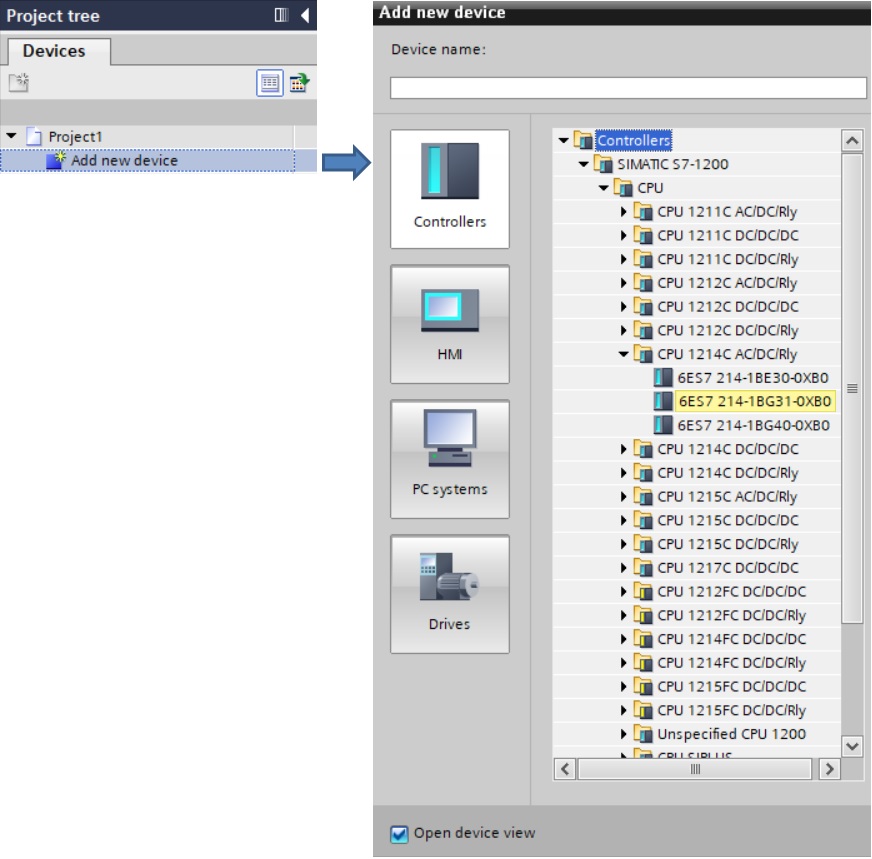 Project tree
Devices
Project1
Add new device
Add new device
Device name:
Controllers
HMI
PC systems
Drives
Controllers
SIMATIC S7-1200
CPU
CPU 1211C AC/DC/Rly
CPU 1211C DC/DC/DC
CPU 1211C DC/DC/Rly
CPU 1212C AC/DC/Rly
CPU 1212C DC/DC/DC
CPU 1212C DC/DC/Rly
CPU 1214C AC/DC/Rly
6ES7 214-1BE30-0XB0
6ES7 214-1BG31-0XB0
6ES7 214-1BG40-0XB0
CPU 1214C DC/DC/DC
CPU 1214C DC/DC/Rly
CPU 1215C AC/DC/Rly
CPU 1215C DC/DC/DC
CPU 1215C DC/DC/Rly
CPU 1217C DC/DC/DC
CPU 1212FC DC/DC/DC
CPU 1212FC DC/DC/Rly
CPU 1214FC DC/DC/DC
CPU 1214FC DC/DC/Rly
CPU 1215FC DC/DC/DC
CPU 1215FC DC/DC/Rly
Unspecified CPU 1200
CPU SIPLUS
Open device view